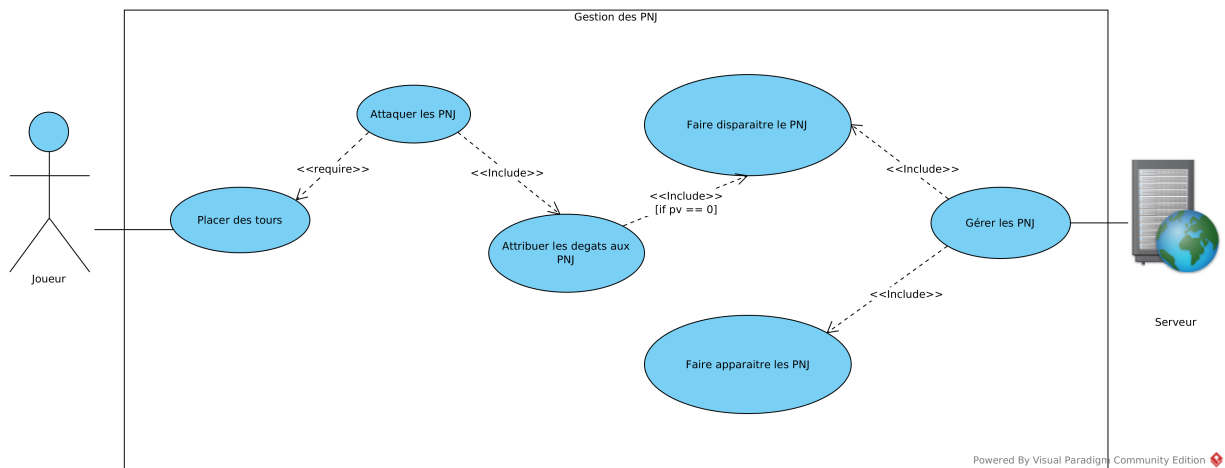 Gestion des PNJ
Attaquer les PNJ
Faire disparaitre le PNJ
<<require>>
<<Include>>
<<Include>>
<<Include>>
[if pv == 0]
Placer des tours
Gérer les PNJ
Attribuer les degats aux
PNJ
Joueur
<<Include>>
Serveur
Faire apparaitre les PNJ
Powered By Visual Paradigm Community Edition